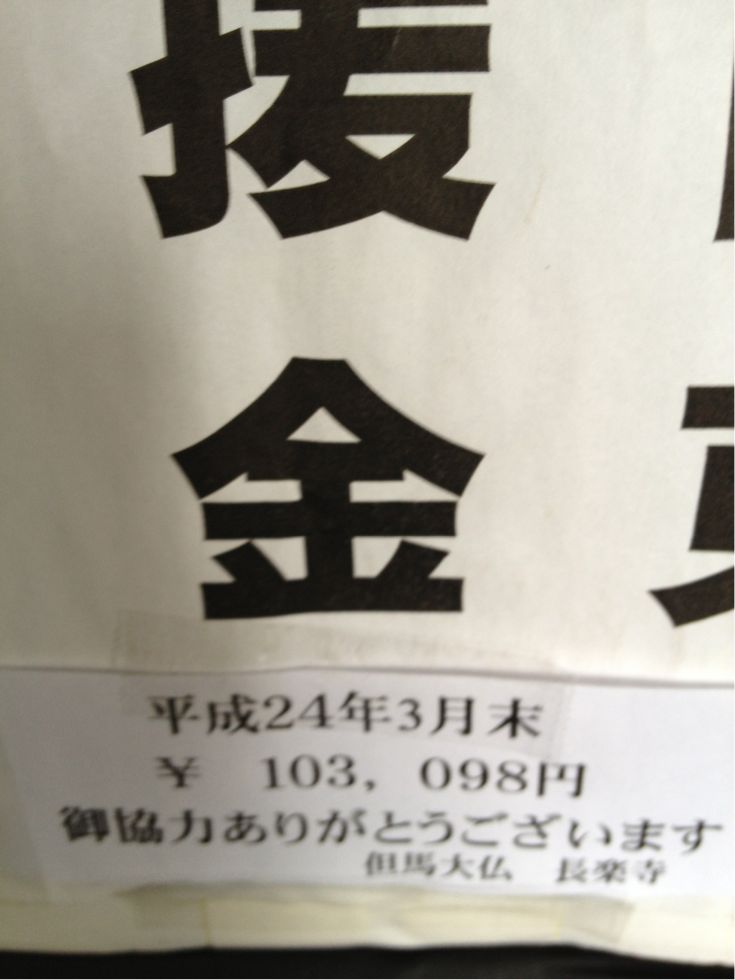 援
金
平成24年3月末
¥ 103, 098円
御協力ありがとうございます
但馬大仏 長楽寺